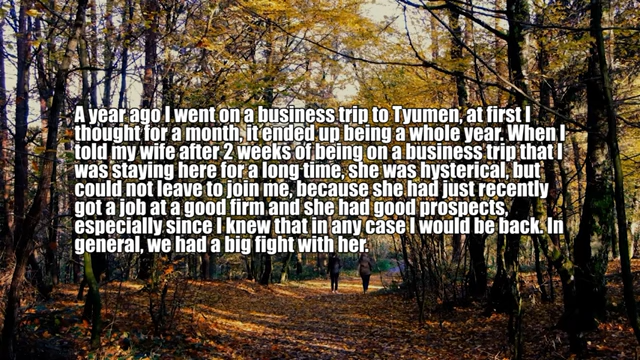 A year ago I went on a business trip to Tyumen, at first I
thought for a month, it ended up being a whole year. When I
told my wife after 2 weeks of being on a business trip that I
was staying here for a long time, she was hysterical, but
could not leave to join me, because she had just recently
got a job at a good firm and she had good prospects,
especially since I knew that in any case I would be back. In
general, we had a big fight with her.